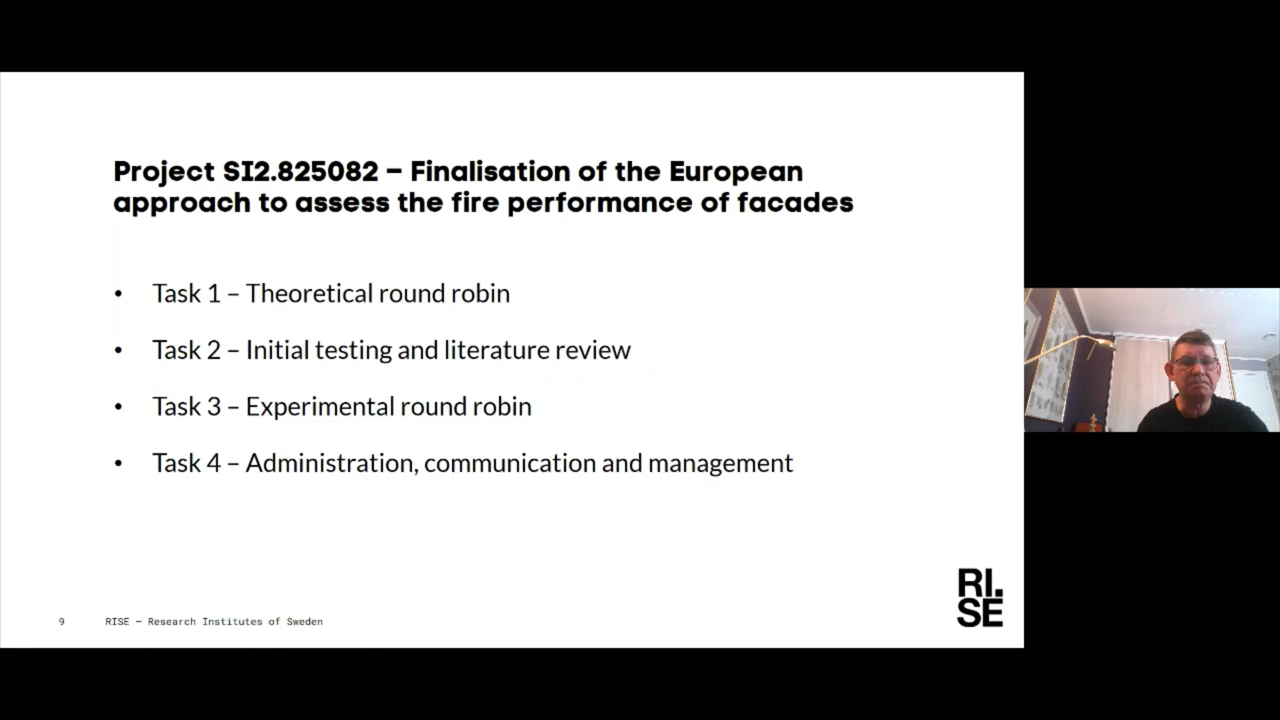 Project SI2.825082 – Finalisation of the European
approach to assess the fire performance of facades
• Task 1 – Theoretical round robin
• Task 2 – Initial testing and literature review
• Task 3 – Experimental round robin
• Task 4 – Administration, communication and management
9 RISE — Research Institutes of Sweden
RI.
SE